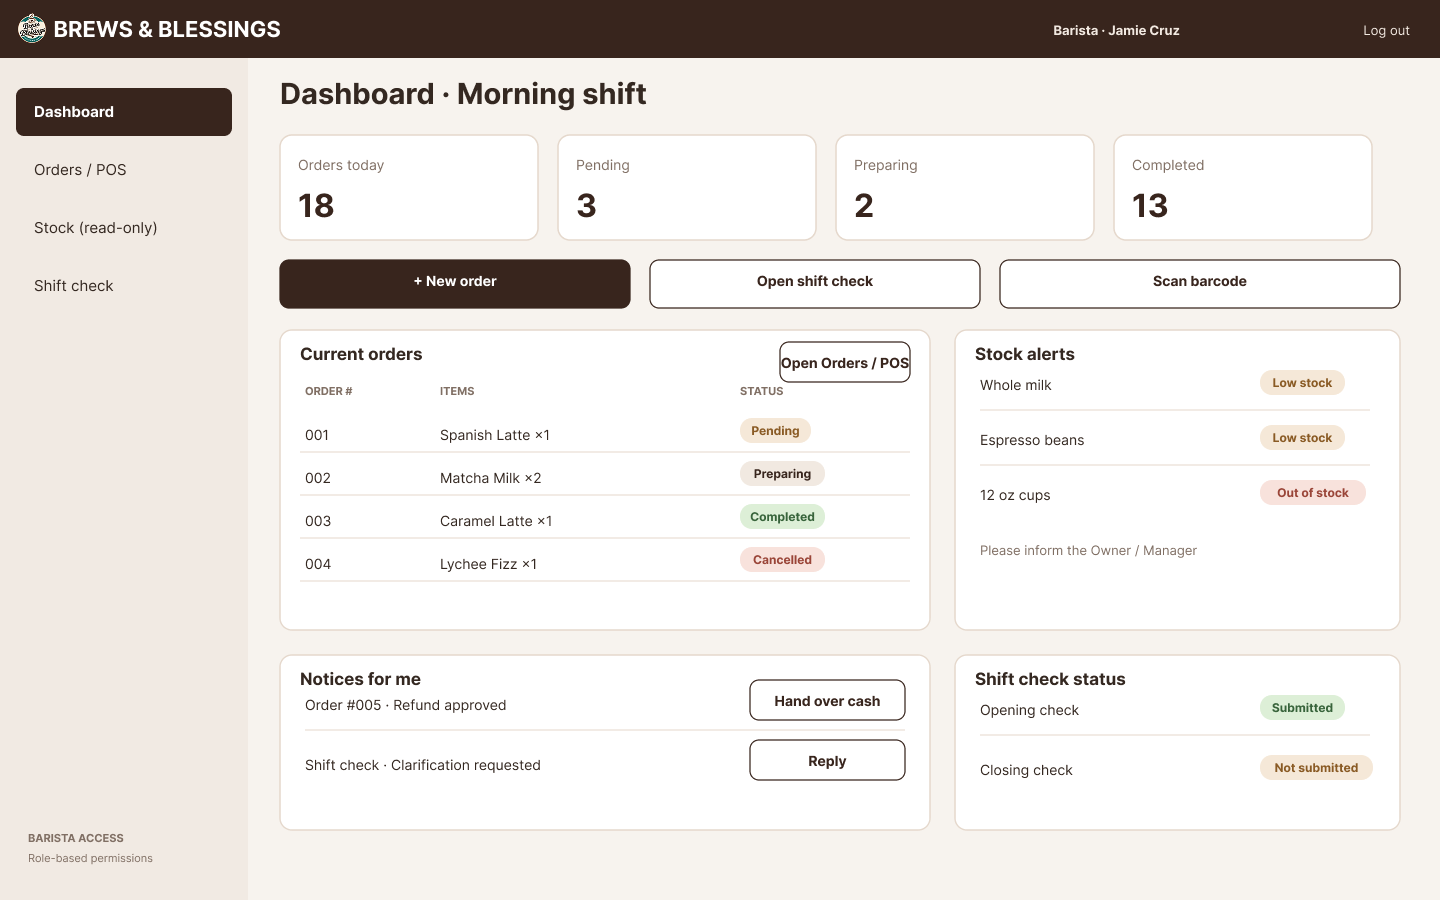 BREWS & BLESSINGS
Barista · Jamie Cruz
Log out
Dashboard
Orders / POS
Stock (read-only)
Shift check
BARISTA ACCESS
Role-based permissions
Dashboard · Morning shift
Orders today
18
Pending
3
Preparing
2
Completed
13
+ New order
Open shift check
Scan barcode
Current orders
Open Orders / POS
ORDER # ITEMS STATUS
001 Spanish Latte ×1 Pending
002 Matcha Milk ×2 Preparing
003 Caramel Latte ×1 Completed
004 Lychee Fizz ×1 Cancelled
Stock alerts
Whole milk Low stock
Espresso beans Low stock
12 oz cups Out of stock
Please inform the Owner / Manager
Notices for me
Order #005 · Refund approved Hand over cash
Shift check · Clarification requested Reply
Shift check status
Opening check Submitted
Closing check Not submitted